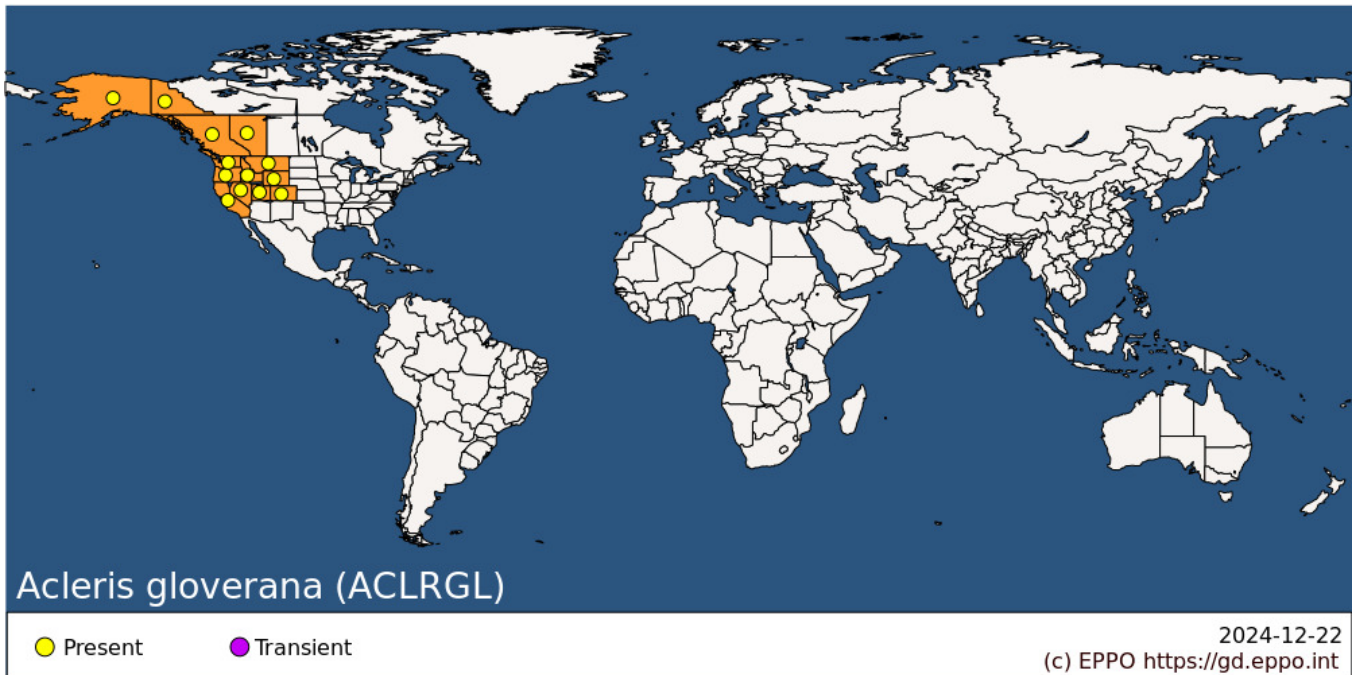 Acleris gloverana (ACLRGL)
Present
Transient
2024-12-22
(c) EPPO https://gd.eppo.int